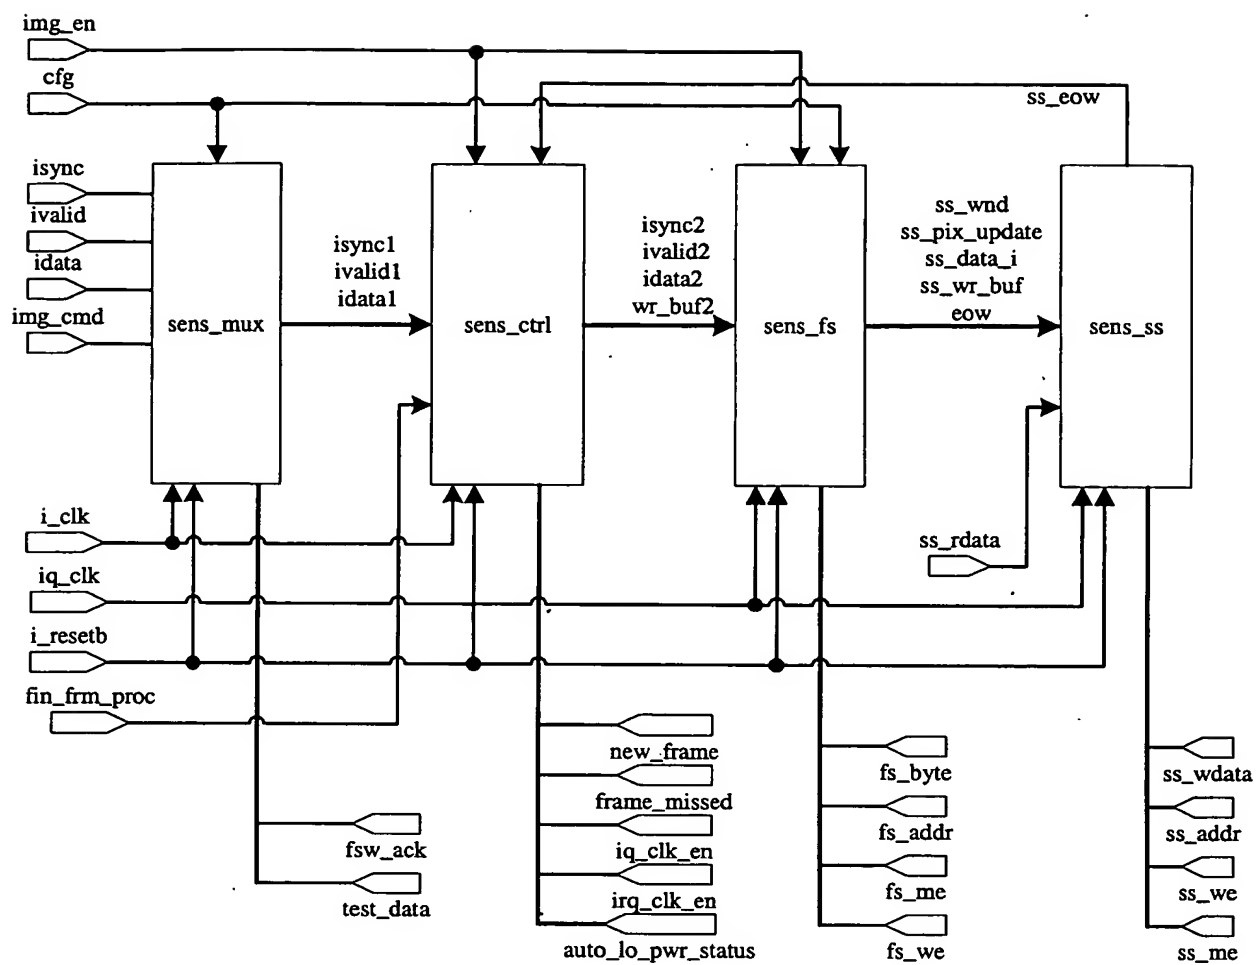 img_en
cfg
ss_eow
isync
ivalid
idata
img_cmd
sens_mux
isync1
ivalid1
idata1
sens_ctrl
isync2
ivalid2
idata2
wr_buf2
sens_fs
ss_wnd
ss_pix_update
ss_data_i
ss_wr_buf
eow
sens_ss
i_clk
iq_clk
i_resetb
fin_frm_proc
ss_rdata
fsw_ack
test_data
new_frame
frame_missed
iq_clk_en
irq_clk_en
auto_lo_pwr_status
fs_byte
fs_addr
fs_me
fs_we
ss_wdata
ss_addr
ss_we
ss_me